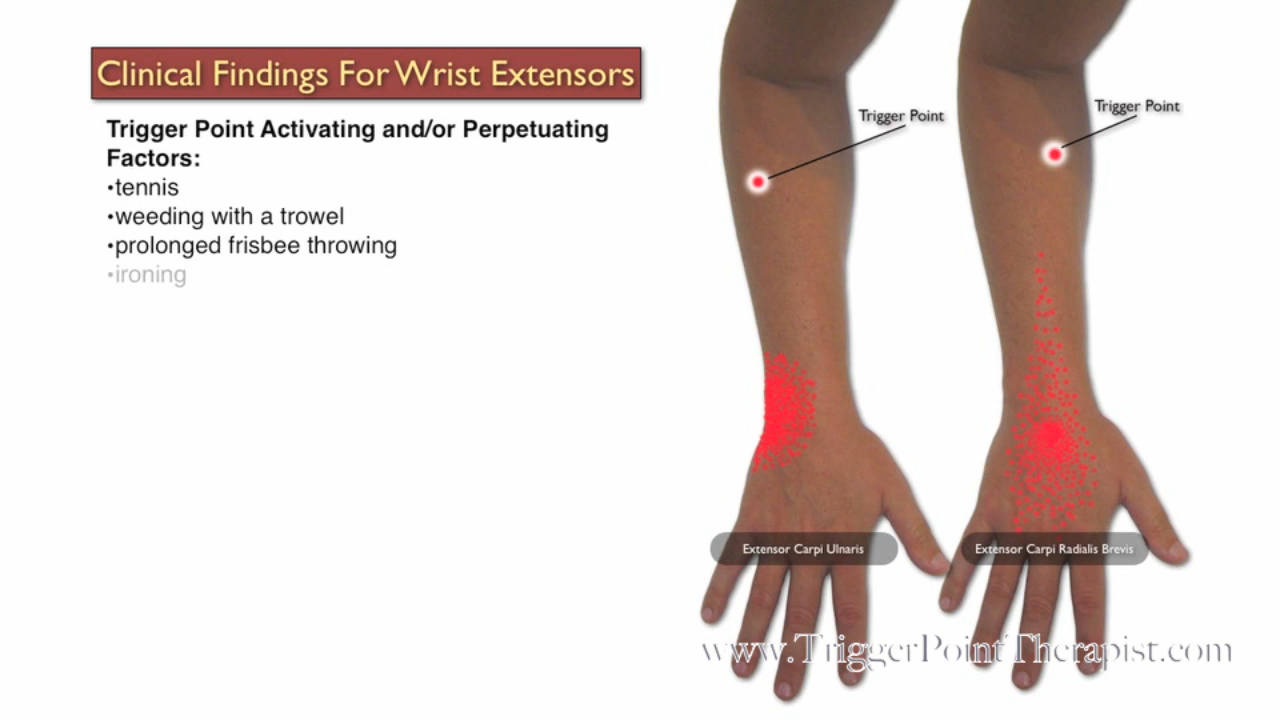 Clinical Findings For Wrist Extensors
Trigger Point Activating and/or Perpetuating
Factors:
•tennis
•weeding with a trowel
•prolonged frisbee throwing
•ironing
Trigger Point
Trigger Point
Extensor Carpi Ulnaris
Extensor Carpi Radialis Brevis
www.TriggerPointTherapist.com